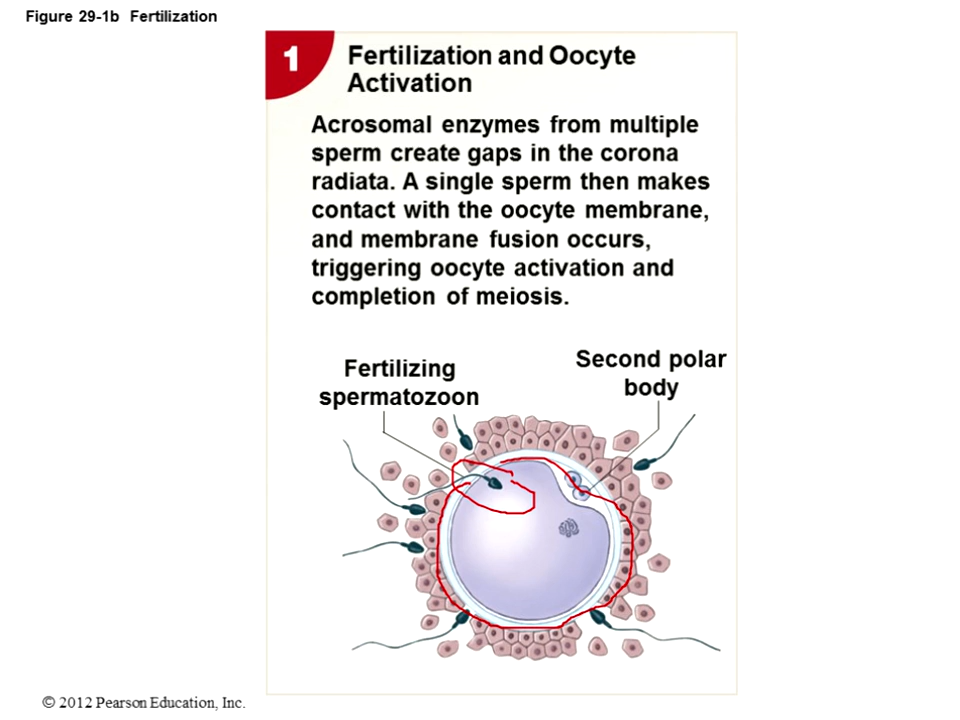 Figure 29-1b Fertilization
1
Fertilization and Oocyte
Activation
Acrosomal enzymes from multiple
sperm create gaps in the corona
radiata. A single sperm then makes
contact with the oocyte membrane,
and membrane fusion occurs,
triggering oocyte activation and
completion of meiosis.
Fertilizing
spermatozoon
Second polar
body
© 2012 Pearson Education, Inc.